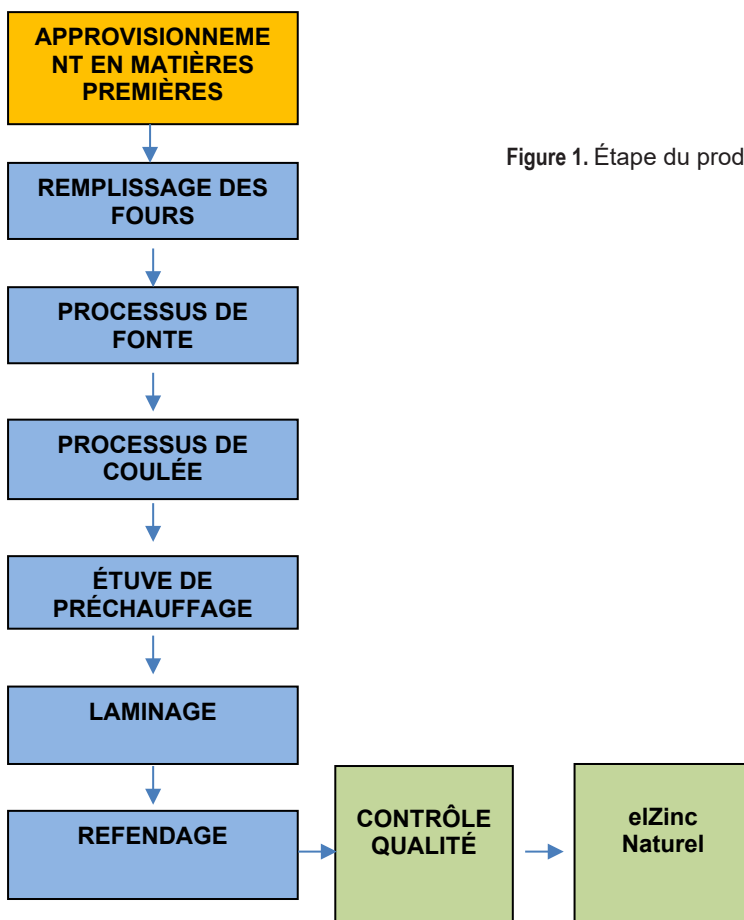 APPROVISIONNEME
NT EN MATIÈRES
PREMIÈRES
Figure 1. Étape du prod
REMPLISSAGE DES
FOURS
PROCESSUS DE
FONTE
PROCESSUS DE
COULÉE
ÉTUVE DE
PRÉCHAUFFAGE
LAMINAGE
REFENDAGE
CONTRÔLE
QUALITÉ
elZinc
Naturel